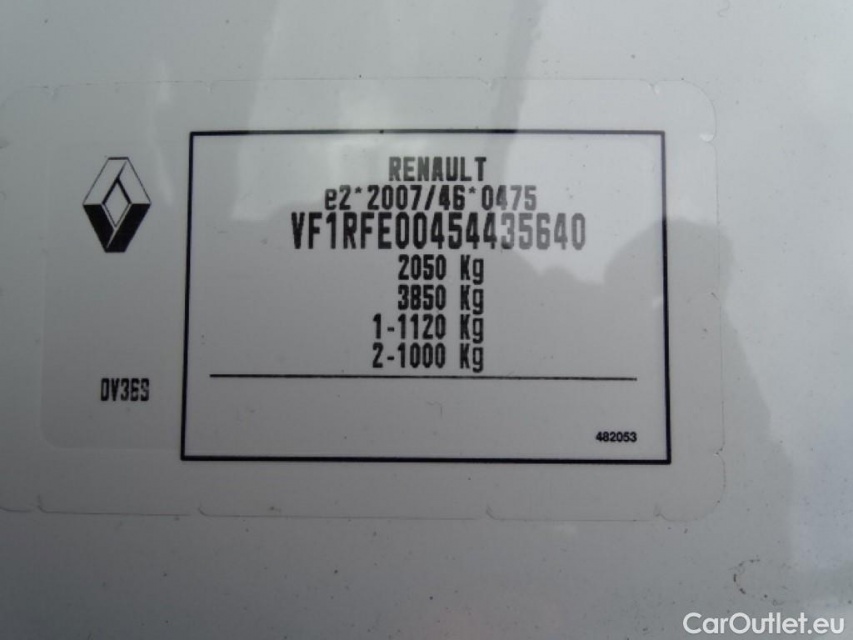 RENAULT
e2*2007/46*0475
VF1RFE00454435640
2050 Kg
3850 Kg
1-1120 Kg
2-1000 Kg
0V36S
482053
CarOutlet.eu